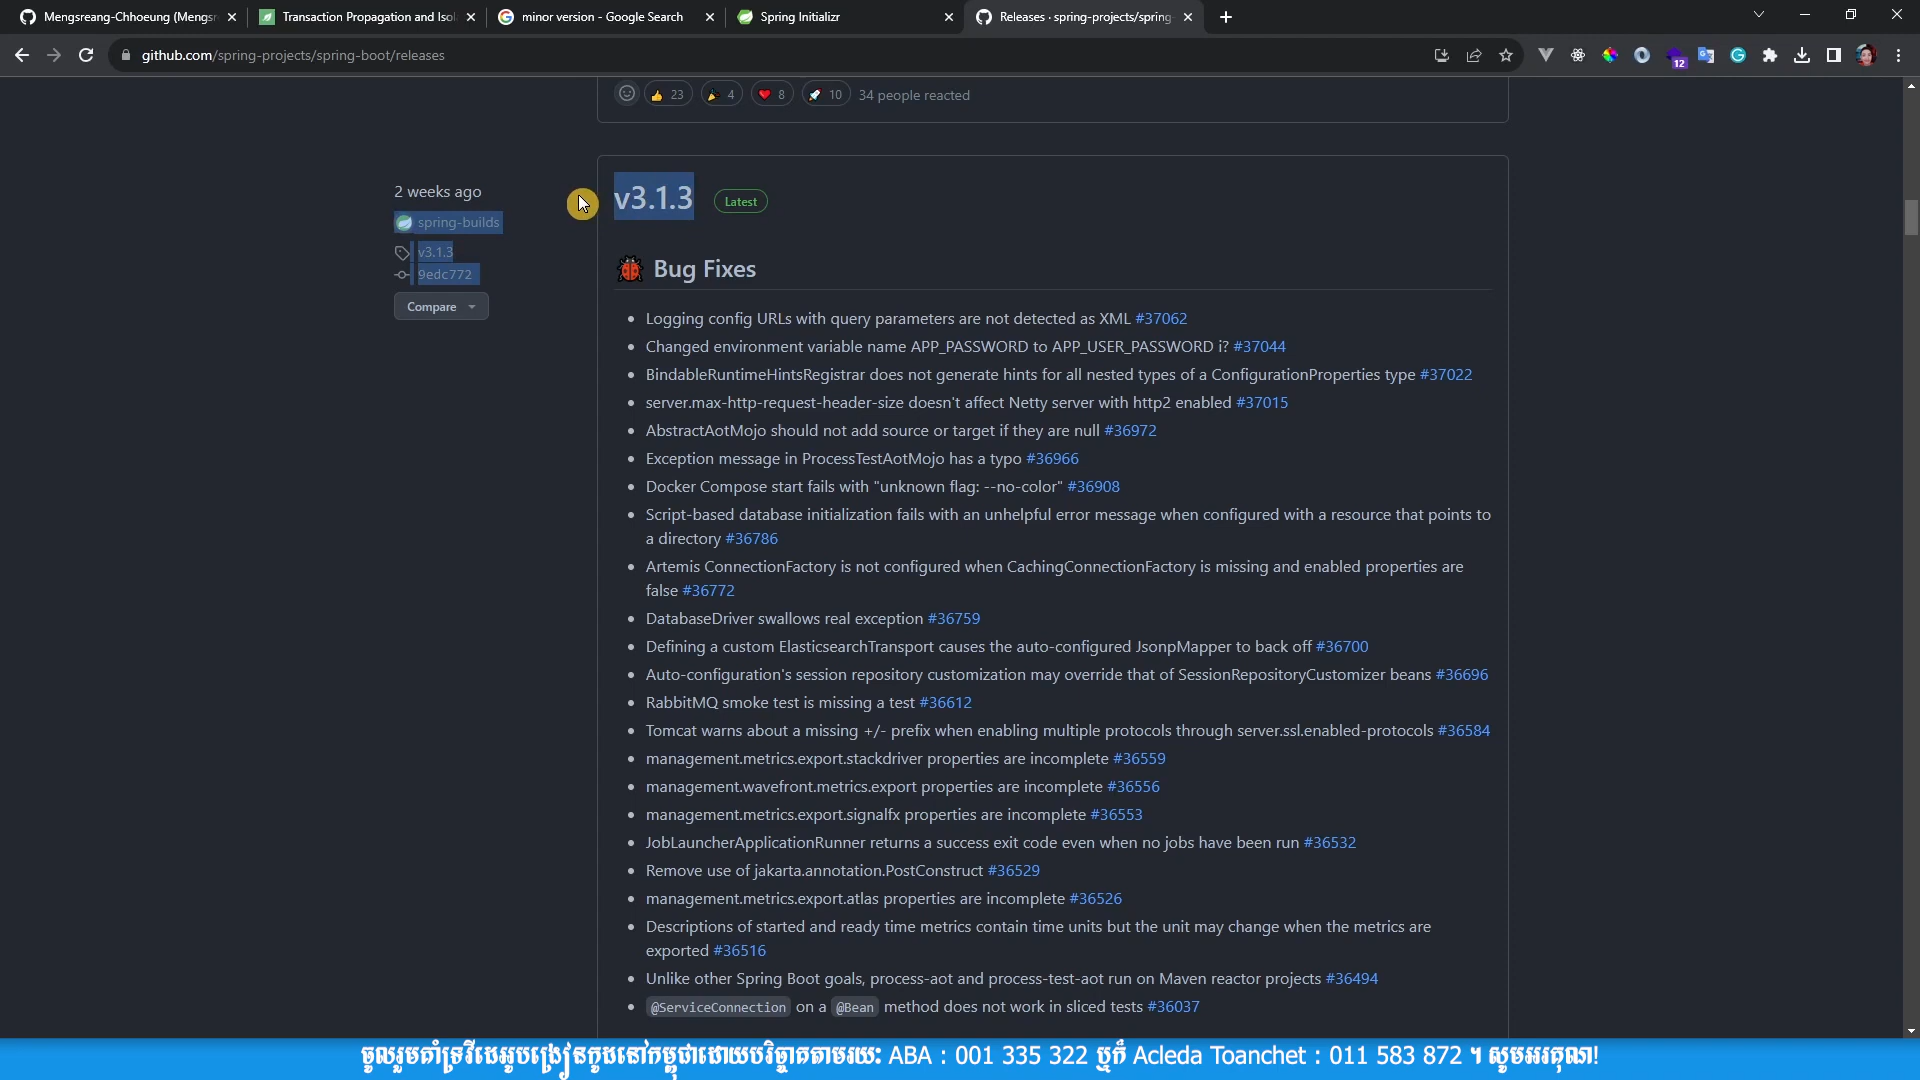 Mengsreang-Chhoeung (Mengsr
Transaction Propagation and Isol
minor version - Google Search
Spring Initializr
Releases · spring-projects/spring-
github.com/spring-projects/spring-boot/releases
12
23
4
8
10
34 people reacted
2 weeks ago
spring-builds
v3.1.3
9edc772
Compare
v3.1.3
Latest
Bug Fixes
Logging config URLs with query parameters are not detected as XML #37062
Changed environment variable name APP_PASSWORD to APP_USER_PASSWORD i? #37044
BindableRuntimeHintsRegistrar does not generate hints for all nested types of a ConfigurationProperties type #37022
server.max-http-request-header-size doesn't affect Netty server with http2 enabled #37015
AbstractAotMojo should not add source or target if they are null #36972
Exception message in ProcessTestAotMojo has a typo #36966
Docker Compose start fails with "unknown flag: --no-color" #36908
Script-based database initialization fails with an unhelpful error message when configured with a resource that points to
a directory #36786
Artemis ConnectionFactory is not configured when CachingConnectionFactory is missing and enabled properties are
false #36772
DatabaseDriver swallows real exception #36759
Defining a custom ElasticsearchTransport causes the auto-configured JsonpMapper to back off #36700
Auto-configuration's session repository customization may override that of SessionRepositoryCustomizer beans #36696
RabbitMQ smoke test is missing a test #36612
Tomcat warns about a missing +/- prefix when enabling multiple protocols through server.ssl.enabled-protocols #36584
management.metrics.export.stackdriver properties are incomplete #36559
management.wavefront.metrics.export properties are incomplete #36556
management.metrics.export.signalfx properties are incomplete #36553
JobLauncherApplicationRunner returns a success exit code even when no jobs have been run #36532
Remove use of jakarta.annotation.PostConstruct #36529
management.metrics.export.atlas properties are incomplete #36526
Descriptions of started and ready time metrics contain time units but the unit may change when the metrics are
exported #36516
Unlike other Spring Boot goals, process-aot and process-test-aot run on Maven reactor projects #36494
@ServiceConnection on a @Bean method does not work in sliced tests #36037
ចូលរួមគាំទ្រវីដេអូបង្រៀនកូដនៅកម្ពុជាដោយបរិច្ចាគតាមរយៈ ABA : 001 335 322 ឬក៏ Acleda Toanchet : 011 583 872 ។ សូមអរគុណ!